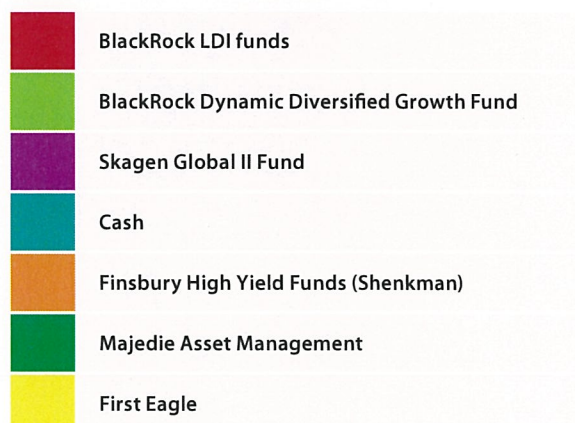 BlackRock LDI funds
BlackRock Dynamic Diversified Growth Fund
Skagen Global II Fund
Cash
Finsbury High Yield Funds (Shenkman)
Majedie Asset Management
First Eagle